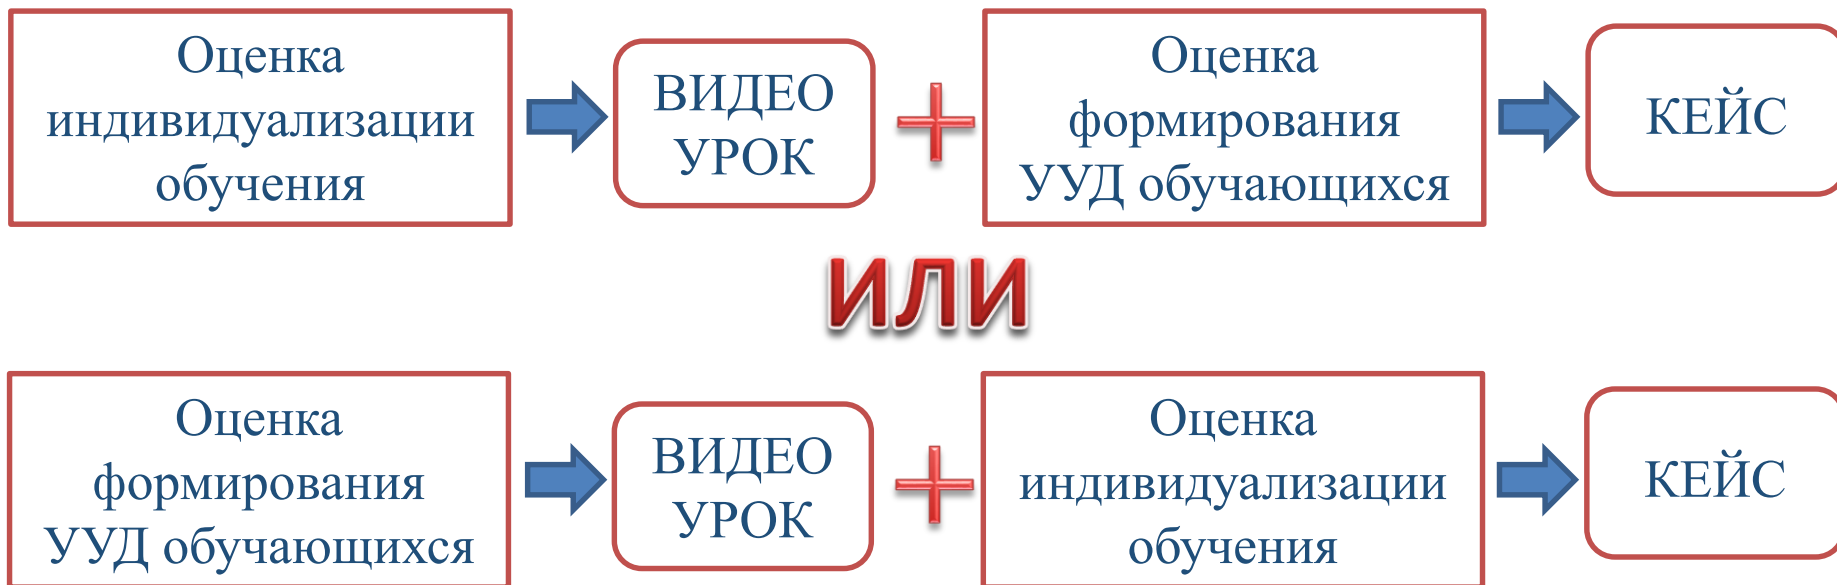 Оценка
индивидуализации
обучения
ВИДЕО
УРОК
Оценка
формирования
УУД обучающихся
КЕЙС
ИЛИ
Оценка
формирования
УУД обучающихся
ВИДЕО
УРОК
Оценка
индивидуализации
обучения
КЕЙС